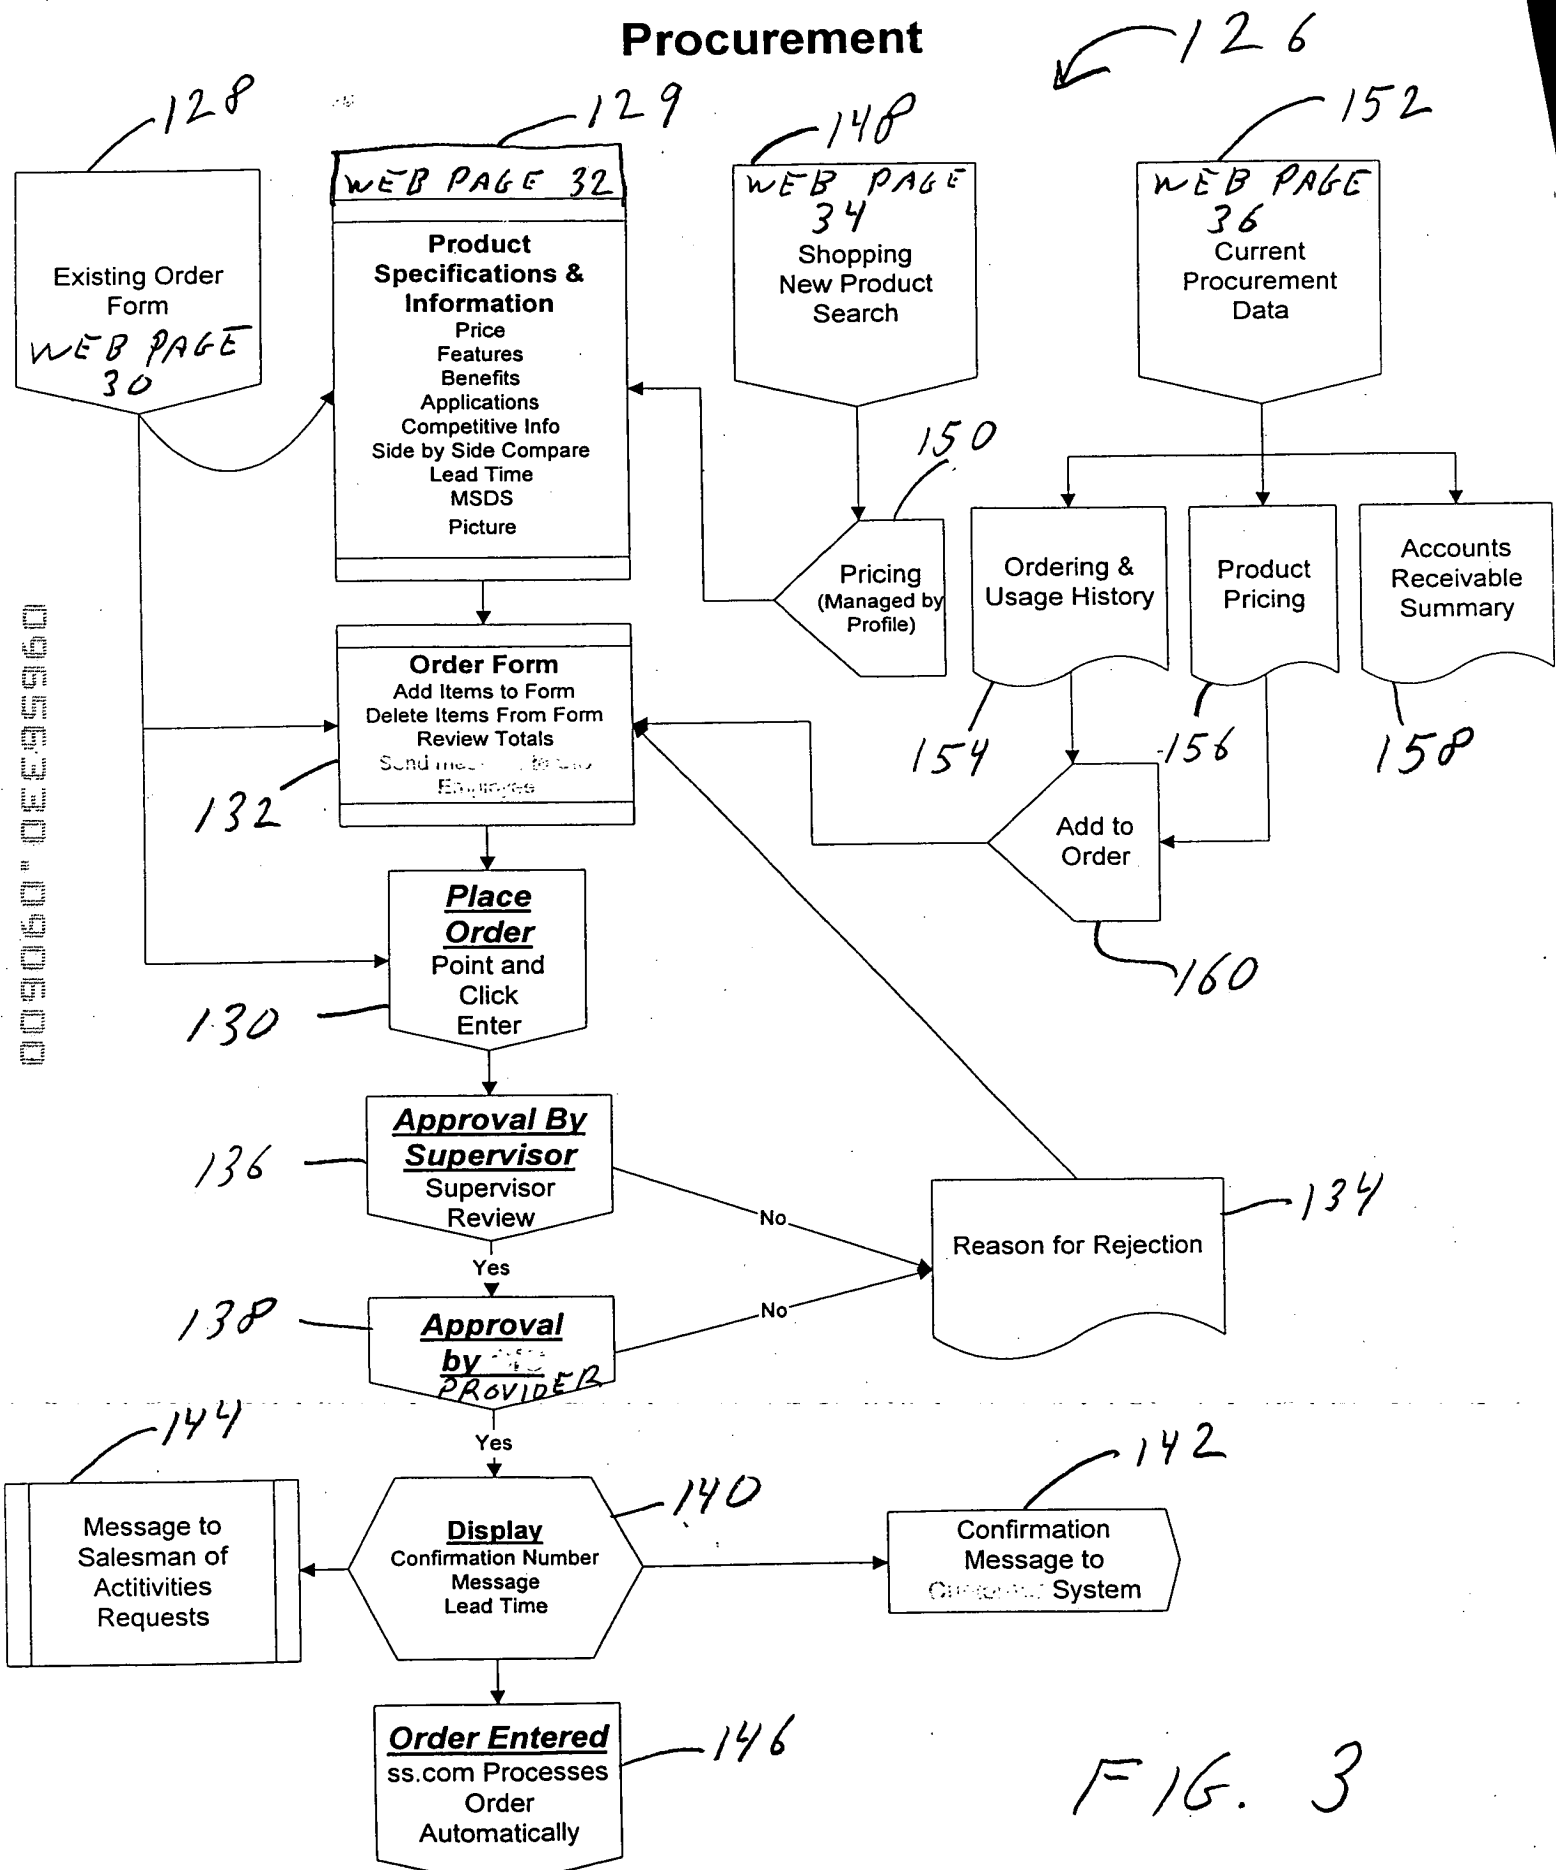 Procurement
126
128
129
148
152
Existing Order
Form
WEB PAGE
30
WEB PAGE 32
Product
Specifications &
Information
Price
Features
Benefits
Applications
Competitive Info
Side by Side Compare
Lead Time
MSDS
Picture
WEB PAGE
34
Shopping
New Product
Search
WEB PAGE
36
Current
Procurement
Data
150
Pricing
(Managed by
Profile)
Ordering &
Usage History
Product
Pricing
Accounts
Receivable
Summary
154
156
158
Order Form
Add Items to Form
Delete Items From Form
Review Totals
Send to
Employee
132
Add to
Order
160
Place
Order
Point and
Click
Enter
130
Approval By
Supervisor
Supervisor
Review
136
No
Yes
Reason for Rejection
134
Approval
by
PROVIDER
138
No
Yes
144
Message to
Salesman of
Actitivities
Requests
Display
Confirmation Number
Message
Lead Time
140
142
Confirmation
Message to
Customer System
Order Entered
ss.com Processes
Order
Automatically
146
FIG. 3
09655830.090500